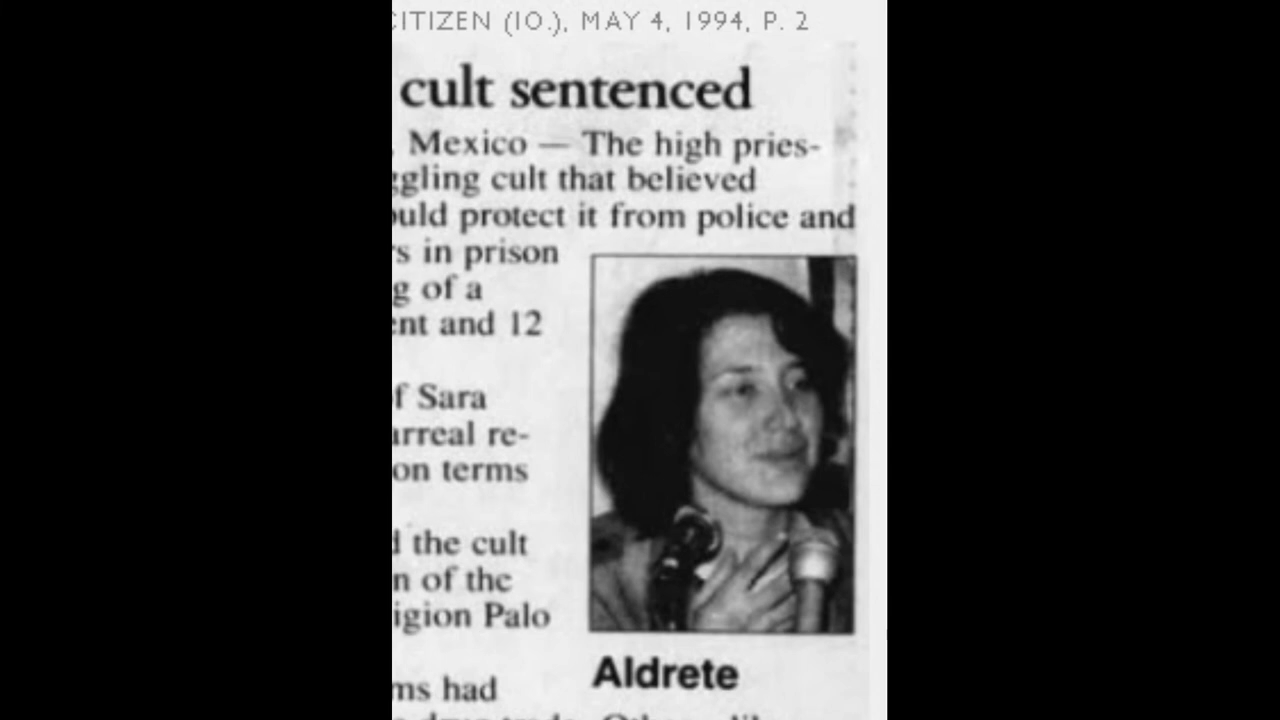 CITIZEN (IO.), MAY 4, 1994, P. 2
cult sentenced
Mexico — The high pries-
ggling cult that believed
ould protect it from police and
rs in prison
g of a
ent and 12
f Sara
arreal re-
on terms
d the cult
n of the
igion Palo
Aldrete
ms had